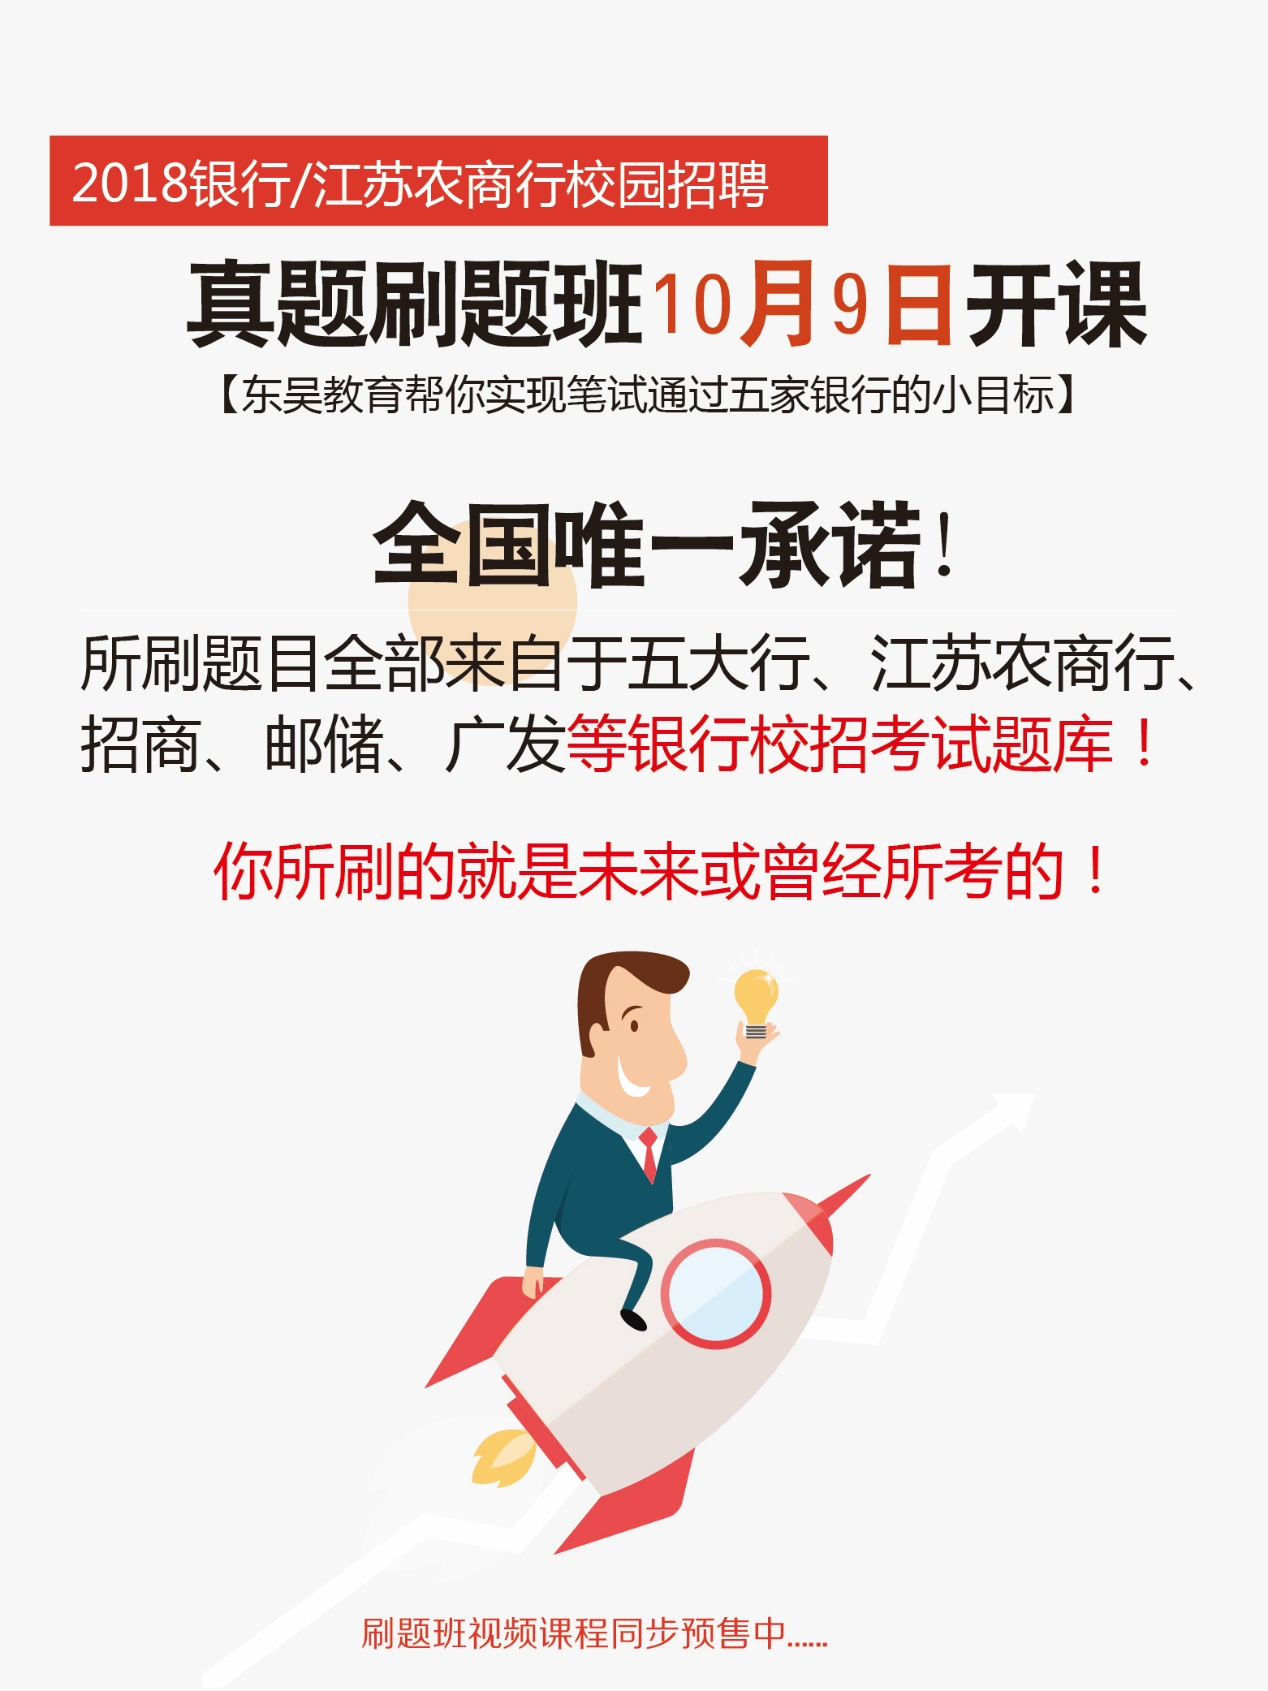 2018银行/江苏农商行校园招聘
真题刷题班10月9日开课
【东吴教育帮你实现笔试通过五家银行的小目标】
全国唯一承诺!
所刷题目全部来自于五大行、江苏农商行、
招商、邮储、广发等银行校招考试题库！
你所刷的就是未来或曾经所考的！
刷题班视频课程同步预售中......